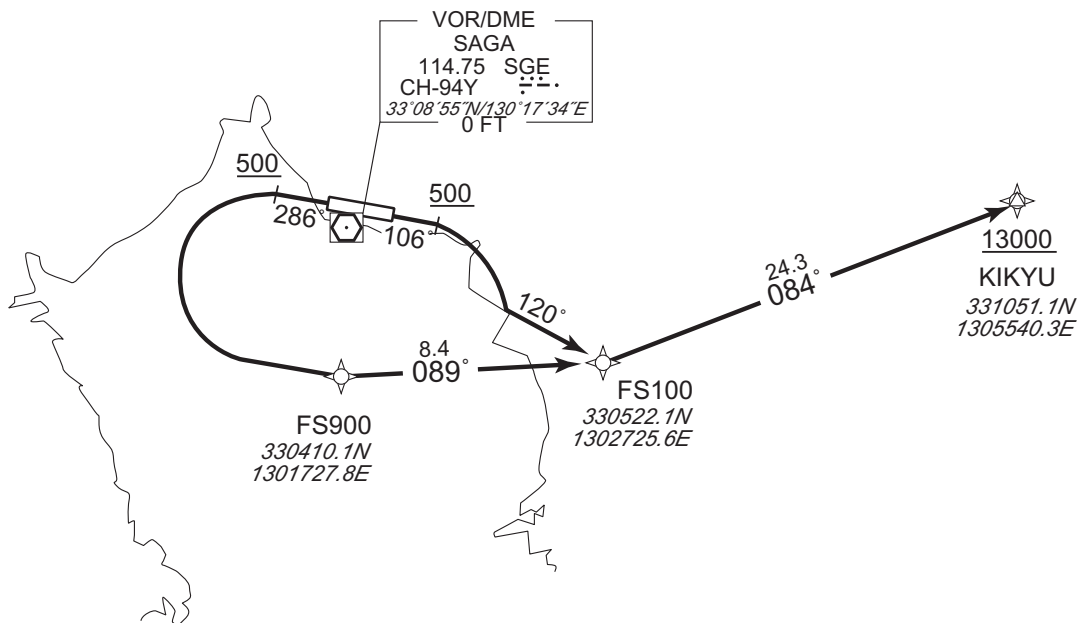 VOR/DME
SAGA
114.75 SGE
CH-94Y
33°08´55˝N/130°17´34˝E
0 FT
500
500
286°
106°
13000
KIKYU
331051.1N
1305540.3E
24.3
084°
120°
8.4
089°
FS100
330522.1N
1302725.6E
FS900
330410.1N
1301727.8E